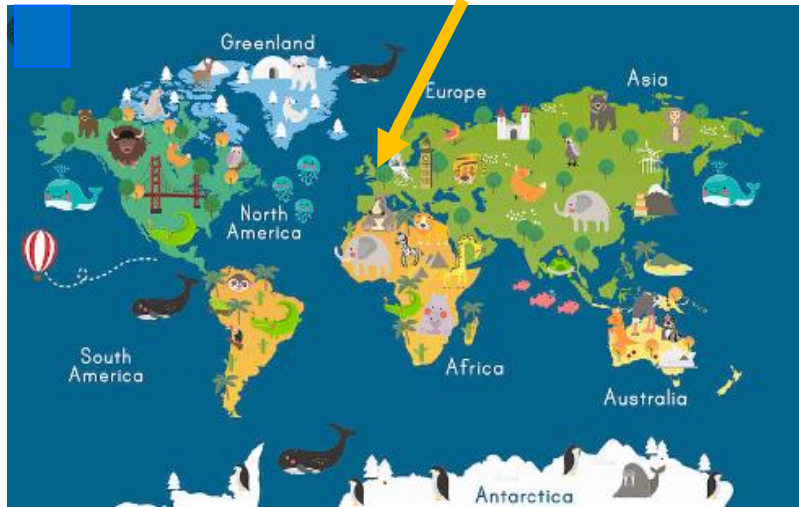 Greenland
Europe
Asia
North
America
South
America
Africa
Australia
Antarctica